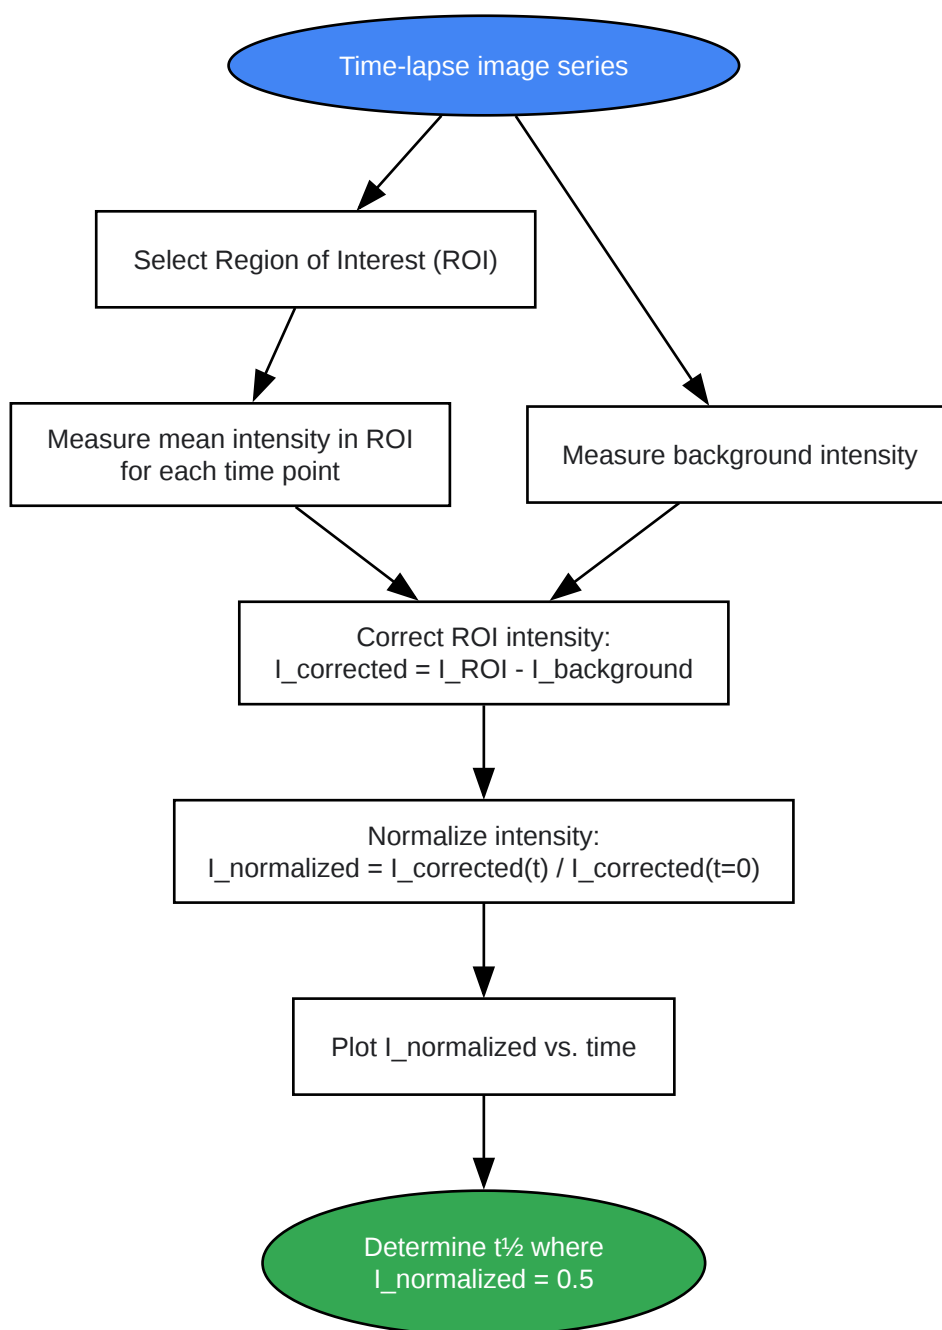 Time-lapse image series
Select Region of Interest (ROI)
Measure mean intensity in ROI
for each time point
Measure background intensity
Correct ROI intensity:
I_corrected = I_ROI - I_background
Normalize intensity:
I_normalized = I_corrected(t) / I_corrected(t=0)
Plot I_normalized vs. time
Determine t½ where
I_normalized = 0.5